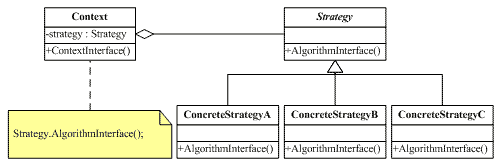 Context
-strategy : Strategy
+ContextInterface()
Strategy
+AlgorithmInterface()
Strategy.AlgorithmInterface();
ConcreteStrategyA
+AlgorithmInterface()
ConcreteStrategyB
+AlgorithmInterface()
ConcreteStrategyC
+AlgorithmInterface()